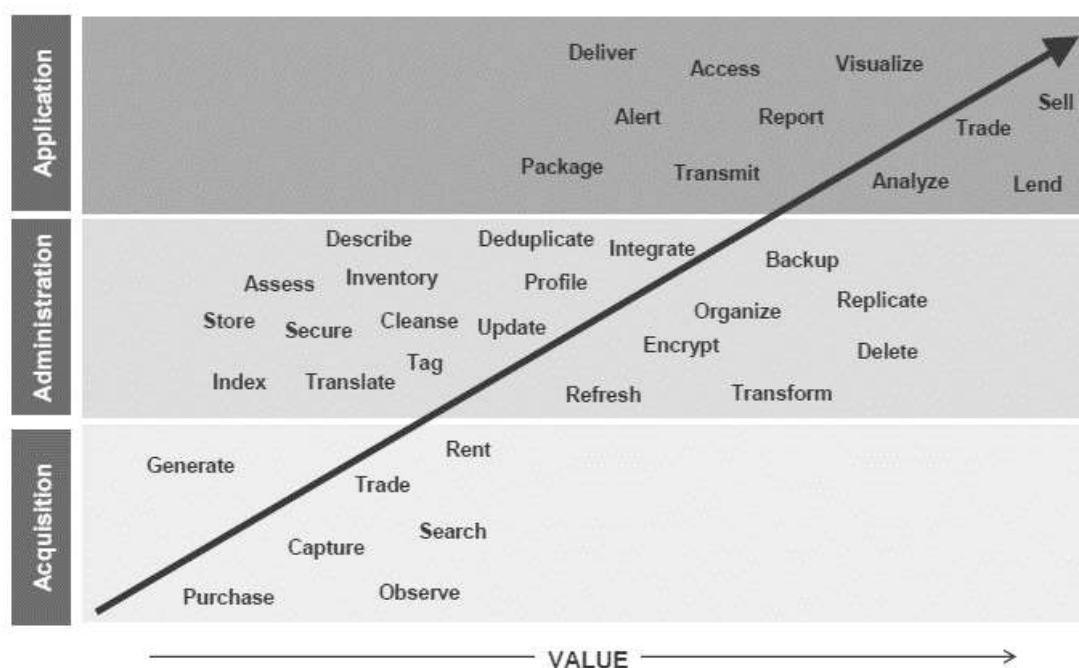 Application
Deliver
Access
Visualize
Sell
Alert
Report
Trade
Package
Transmit
Analyze
Lend
Administration
Describe
Deduplicate
Integrate
Backup
Assess
Inventory
Profile
Organize
Replicate
Store
Secure
Cleanse
Update
Encrypt
Delete
Index
Translate
Tag
Refresh
Transform
Acquisition
Generate
Rent
Trade
Search
Capture
Purchase
Observe
VALUE